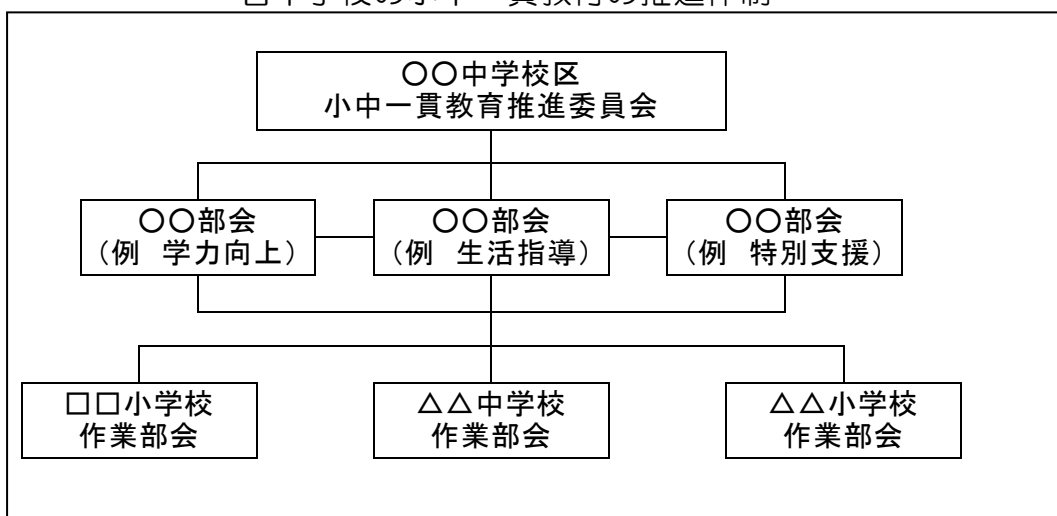 〇〇中学校区
小中一貫教育推進委員会
〇〇部会
（例　学力向上）
〇〇部会
（例　生活指導）
〇〇部会
（例　特別支援）
□□小学校
作業部会
△△中学校
作業部会
△△小学校
作業部会